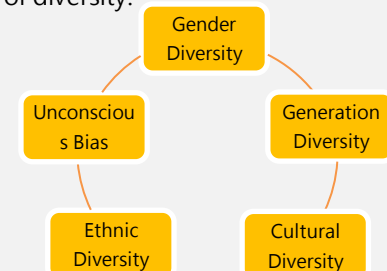 of diversity.
Gender
Diversity
Unconsciou
s Bias
Generation
Diversity
Ethnic
Diversity
Cultural
Diversity